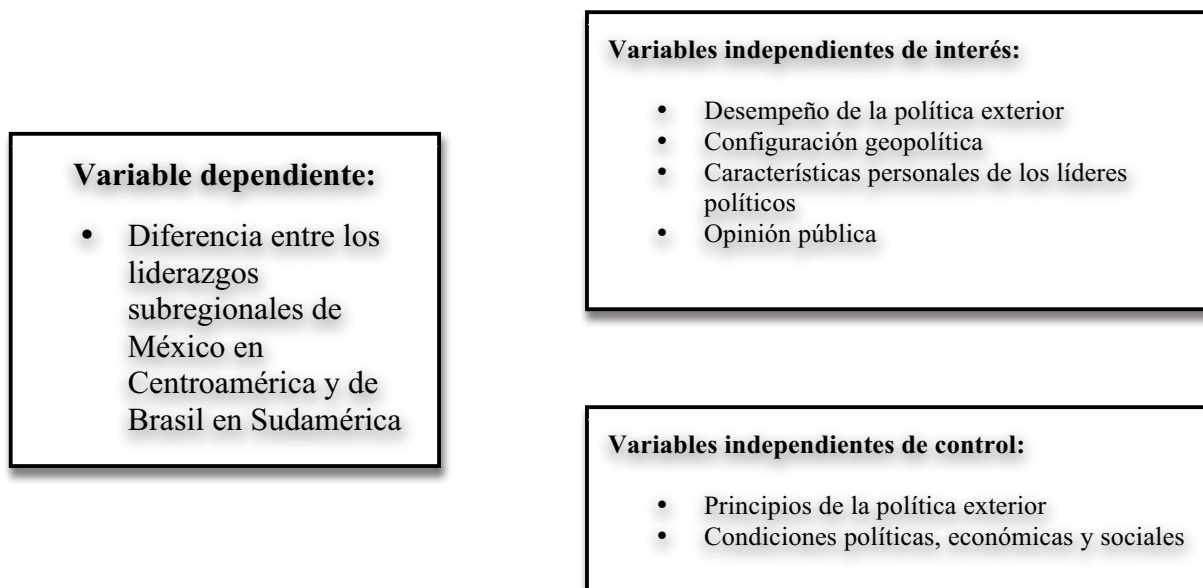 Variable dependiente:
• Diferencia entre los
liderazgos
subregionales de
México en
Centroamérica y de
Brasil en Sudamérica
Variables independientes de interés:
• Desempeño de la política exterior
• Configuración geopolítica
• Características personales de los líderes
políticos
• Opinión pública
Variables independientes de control:
• Principios de la política exterior
• Condiciones políticas, económicas y sociales